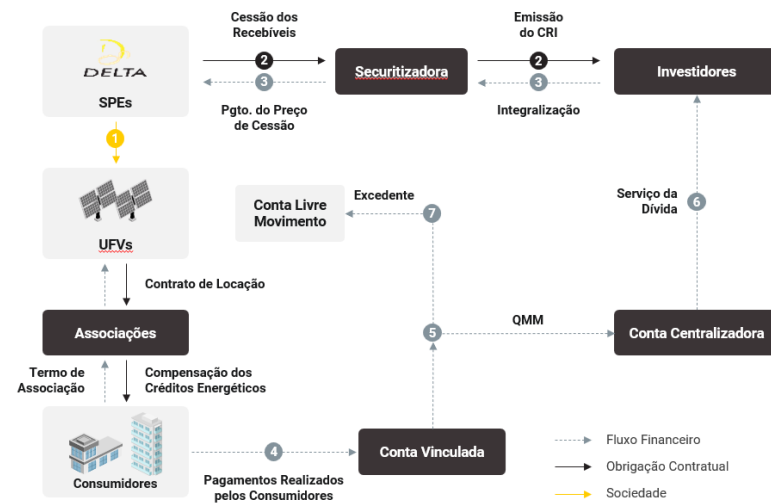 Cessão dos
Recebíveis
2
3
Pgto. do Preço
de Cessão
Emissão
do CRI
2
3
Integralização
DELTA
SPEs
Securitizadora
Investidores
1
UFVs
Conta Livre
Movimento
Excedente
7
Serviço da
Dívida
6
Contrato de Locação
Associações
5
QMM
Conta Centralizadora
Termo de
Associação
Compensação dos
Créditos Energéticos
Consumidores
4
Pagamentos Realizados
pelos Consumidores
Conta Vinculada
Fluxo Financeiro
Obrigação Contratual
Sociedade